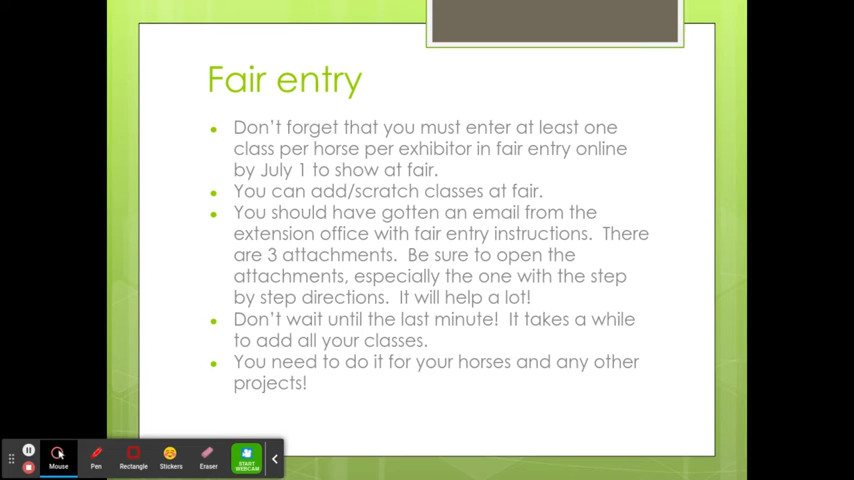 Fair entry
Don't forget that you must enter at least one
class per horse per exhibitor in fair entry online
by July 1 to show at fair.
You can add/scratch classes at fair.
You should have gotten an email from the
extension office with fair entry instructions.  There
are 3 attachments.  Be sure to open the
attachments, especially the one with the step
by step directions.  It will help a lot!
Don't wait until the last minute!  It takes a while
to add all your classes.
You need to do it for your horses and any other
projects!
Mouse
Pen
Rectangle
Stickers
Eraser
START
WEBCAM